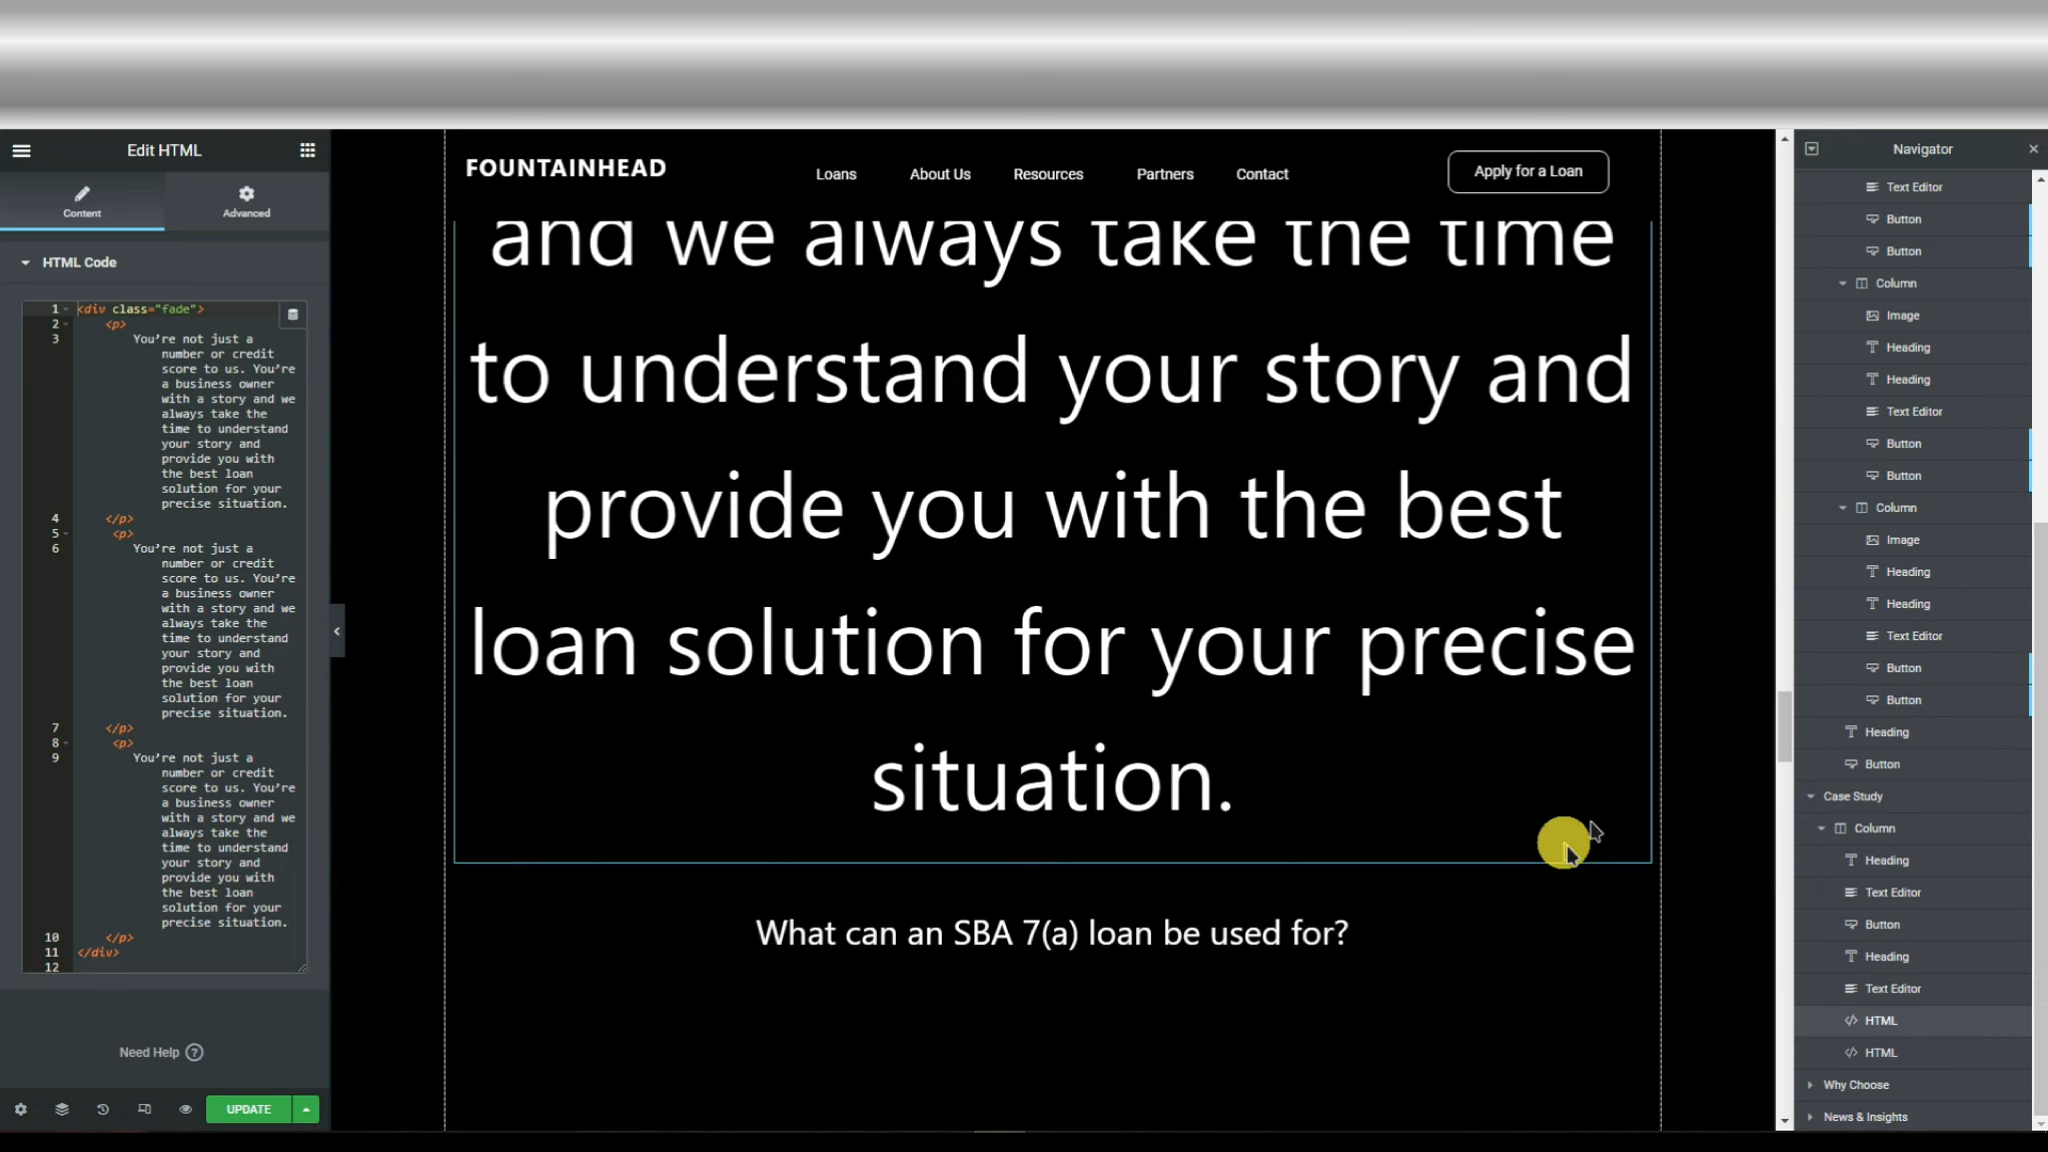 Edit HTML
Content
Advanced
HTML Code
1 <div class="fade">
2 <p>
3 You’re not just a
number or credit
score to us. You’re
a business owner
with a story and we
always take the
time to understand
your story and
provide you with
the best loan
solution for your
precise situation.
4 </p>
5 <p>
6 You’re not just a
number or credit
score to us. You’re
a business owner
with a story and we
always take the
time to understand
your story and
provide you with
the best loan
solution for your
precise situation.
7 </p>
8 <p>
9 You’re not just a
number or credit
score to us. You’re
a business owner
with a story and we
always take the
time to understand
your story and
provide you with
the best loan
solution for your
precise situation.
10 </p>
11 </div>
12
Need Help ?
UPDATE
FOUNTAINHEAD
Loans About Us Resources Partners Contact
Apply for a Loan
and we always take the time
to understand your story and
provide you with the best
loan solution for your precise
situation.
What can an SBA 7(a) loan be used for?
Navigator
Text Editor
Button
Button
Column
Image
Heading
Heading
Text Editor
Button
Button
Column
Image
Heading
Heading
Text Editor
Button
Button
Heading
Button
Case Study
Column
Heading
Text Editor
Button
Heading
Text Editor
HTML
HTML
Why Choose
News & Insights